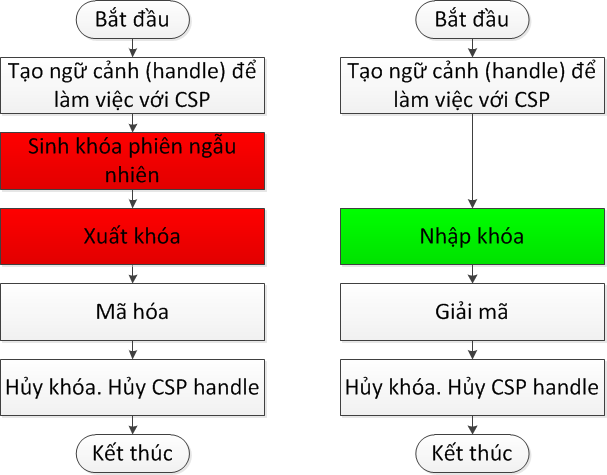 Bắt đầu
Tạo ngữ cảnh (handle) để
làm việc với CSP
Sinh khóa phiên ngẫu
nhiên
Xuất khóa
Mã hóa
Hủy khóa. Hủy CSP handle
Kết thúc
Bắt đầu
Tạo ngữ cảnh (handle) để
làm việc với CSP
Nhập khóa
Giải mã
Hủy khóa. Hủy CSP handle
Kết thúc